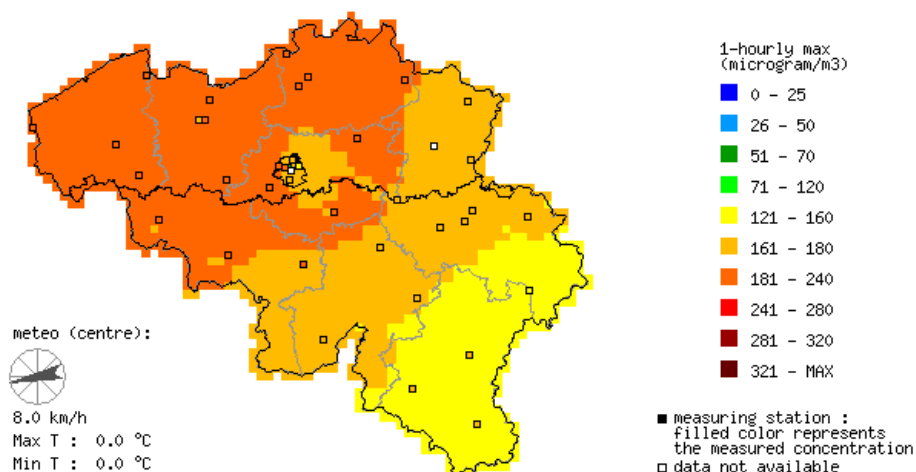 1-hourly max
(microgram/m3)
0 - 25
26 - 50
51 - 70
71 - 120
121 - 160
161 - 180
181 - 240
241 - 280
281 - 320
321 - MAX
meteo (centre):
8.0 km/h
Max T : 0.0 °C
Min T : 0.0 °C
measuring station :
filled color represents
the measured concentration
data not available